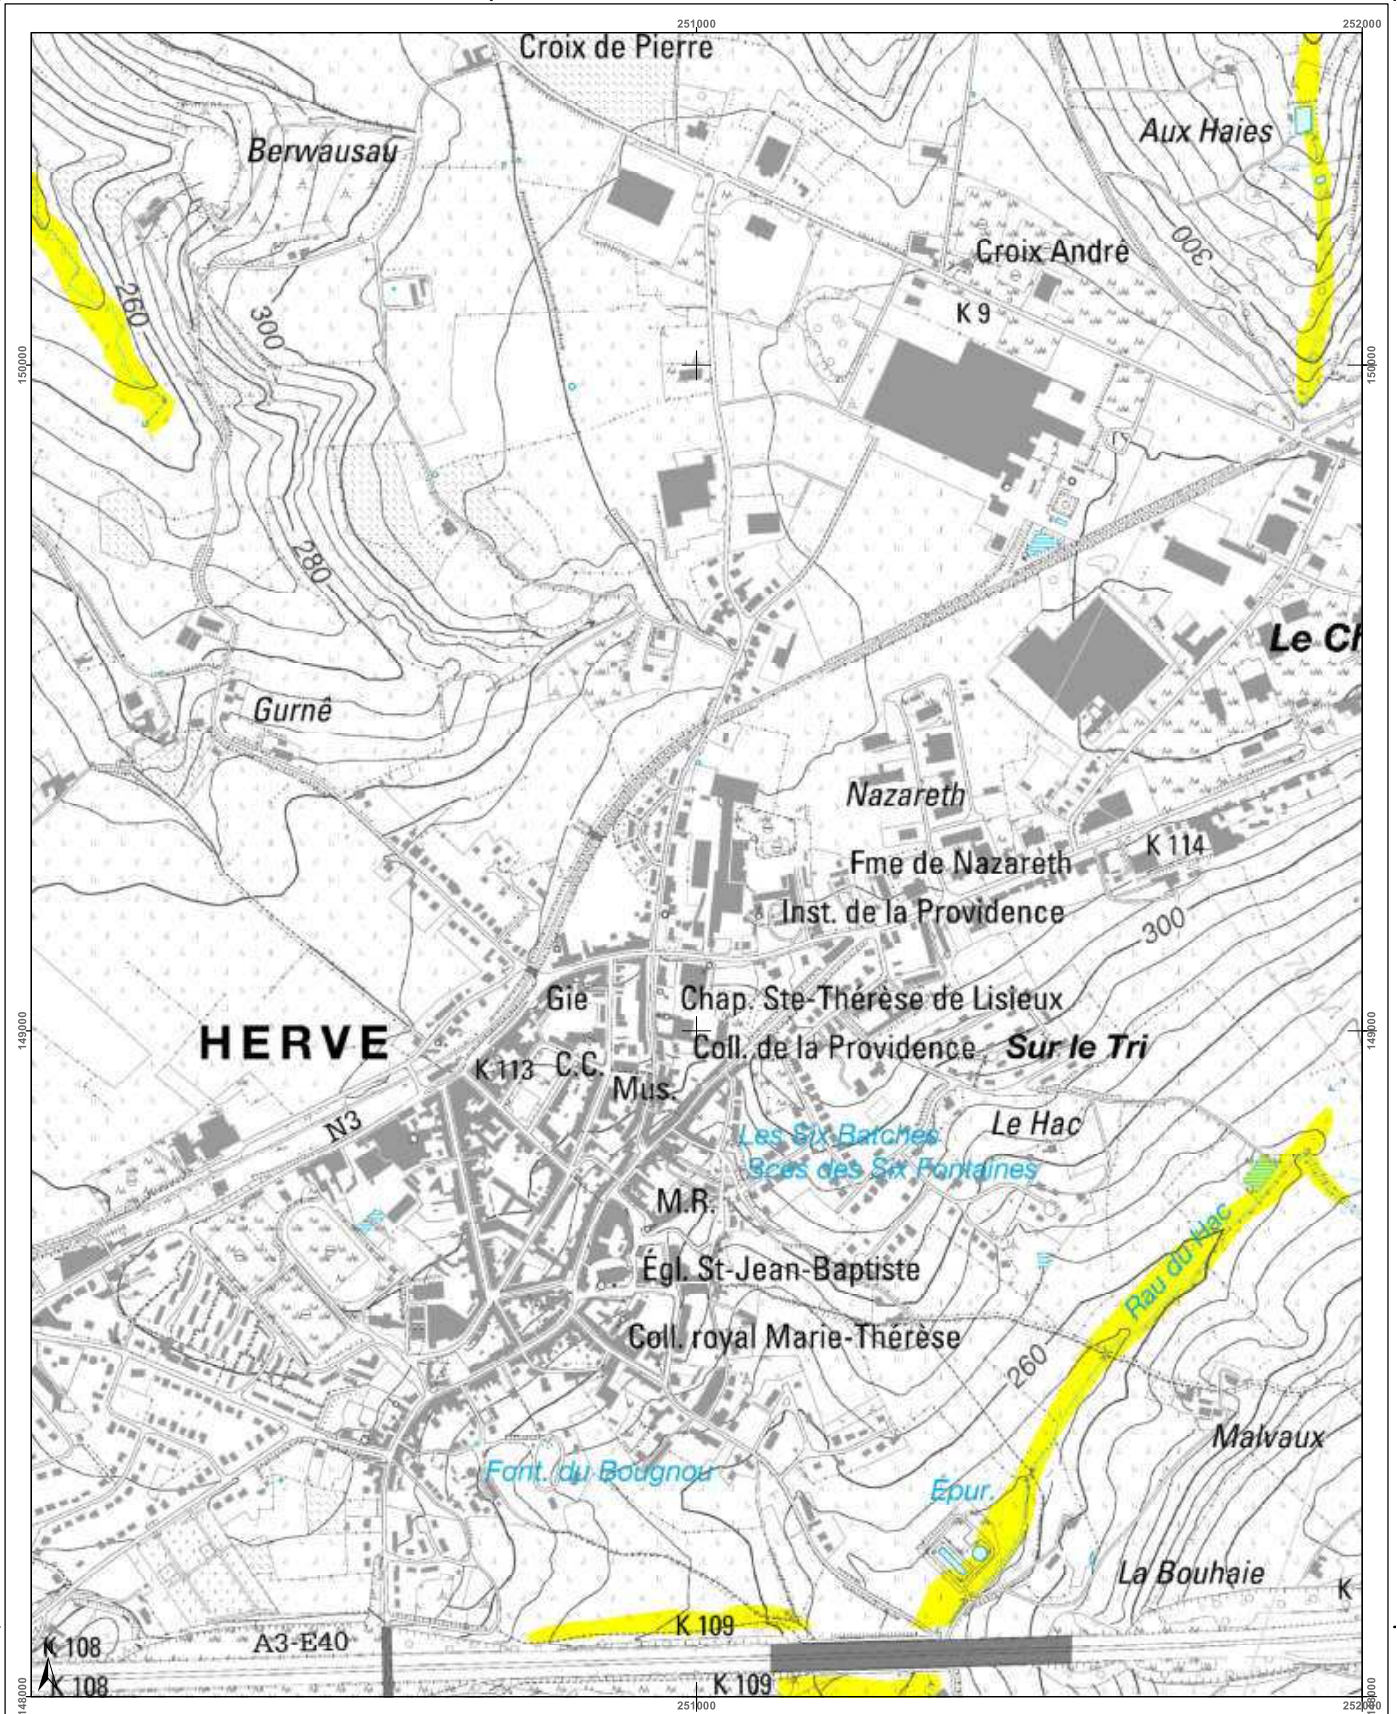 251000
252000
Croix de Pierre
Berwausau
Aux Haies
Croix André
300
K 9
260
300
150000
150000
280
Gurnê
Nazareth
K 114
Fme de Nazareth
Inst. de la Providence
300
Gie
Chap. Ste-Thérèse de Lisieux
149000
149000
HERVE
Coll. de la Providence
Sur le Tri
K 113
C.C.
Mus.
N3
Le Hac
Les Six Batches
Sces des Six Fontaines
M.R.
Rau du Hac
Égl. St-Jean-Baptiste
Coll. royal Marie-Thérèse
260
Malvaux
Font. du Bougnou
Épur.
La Bouhaie
K
K 109
K 108
A3-E40
K 108
K 109
148000
251000
252000